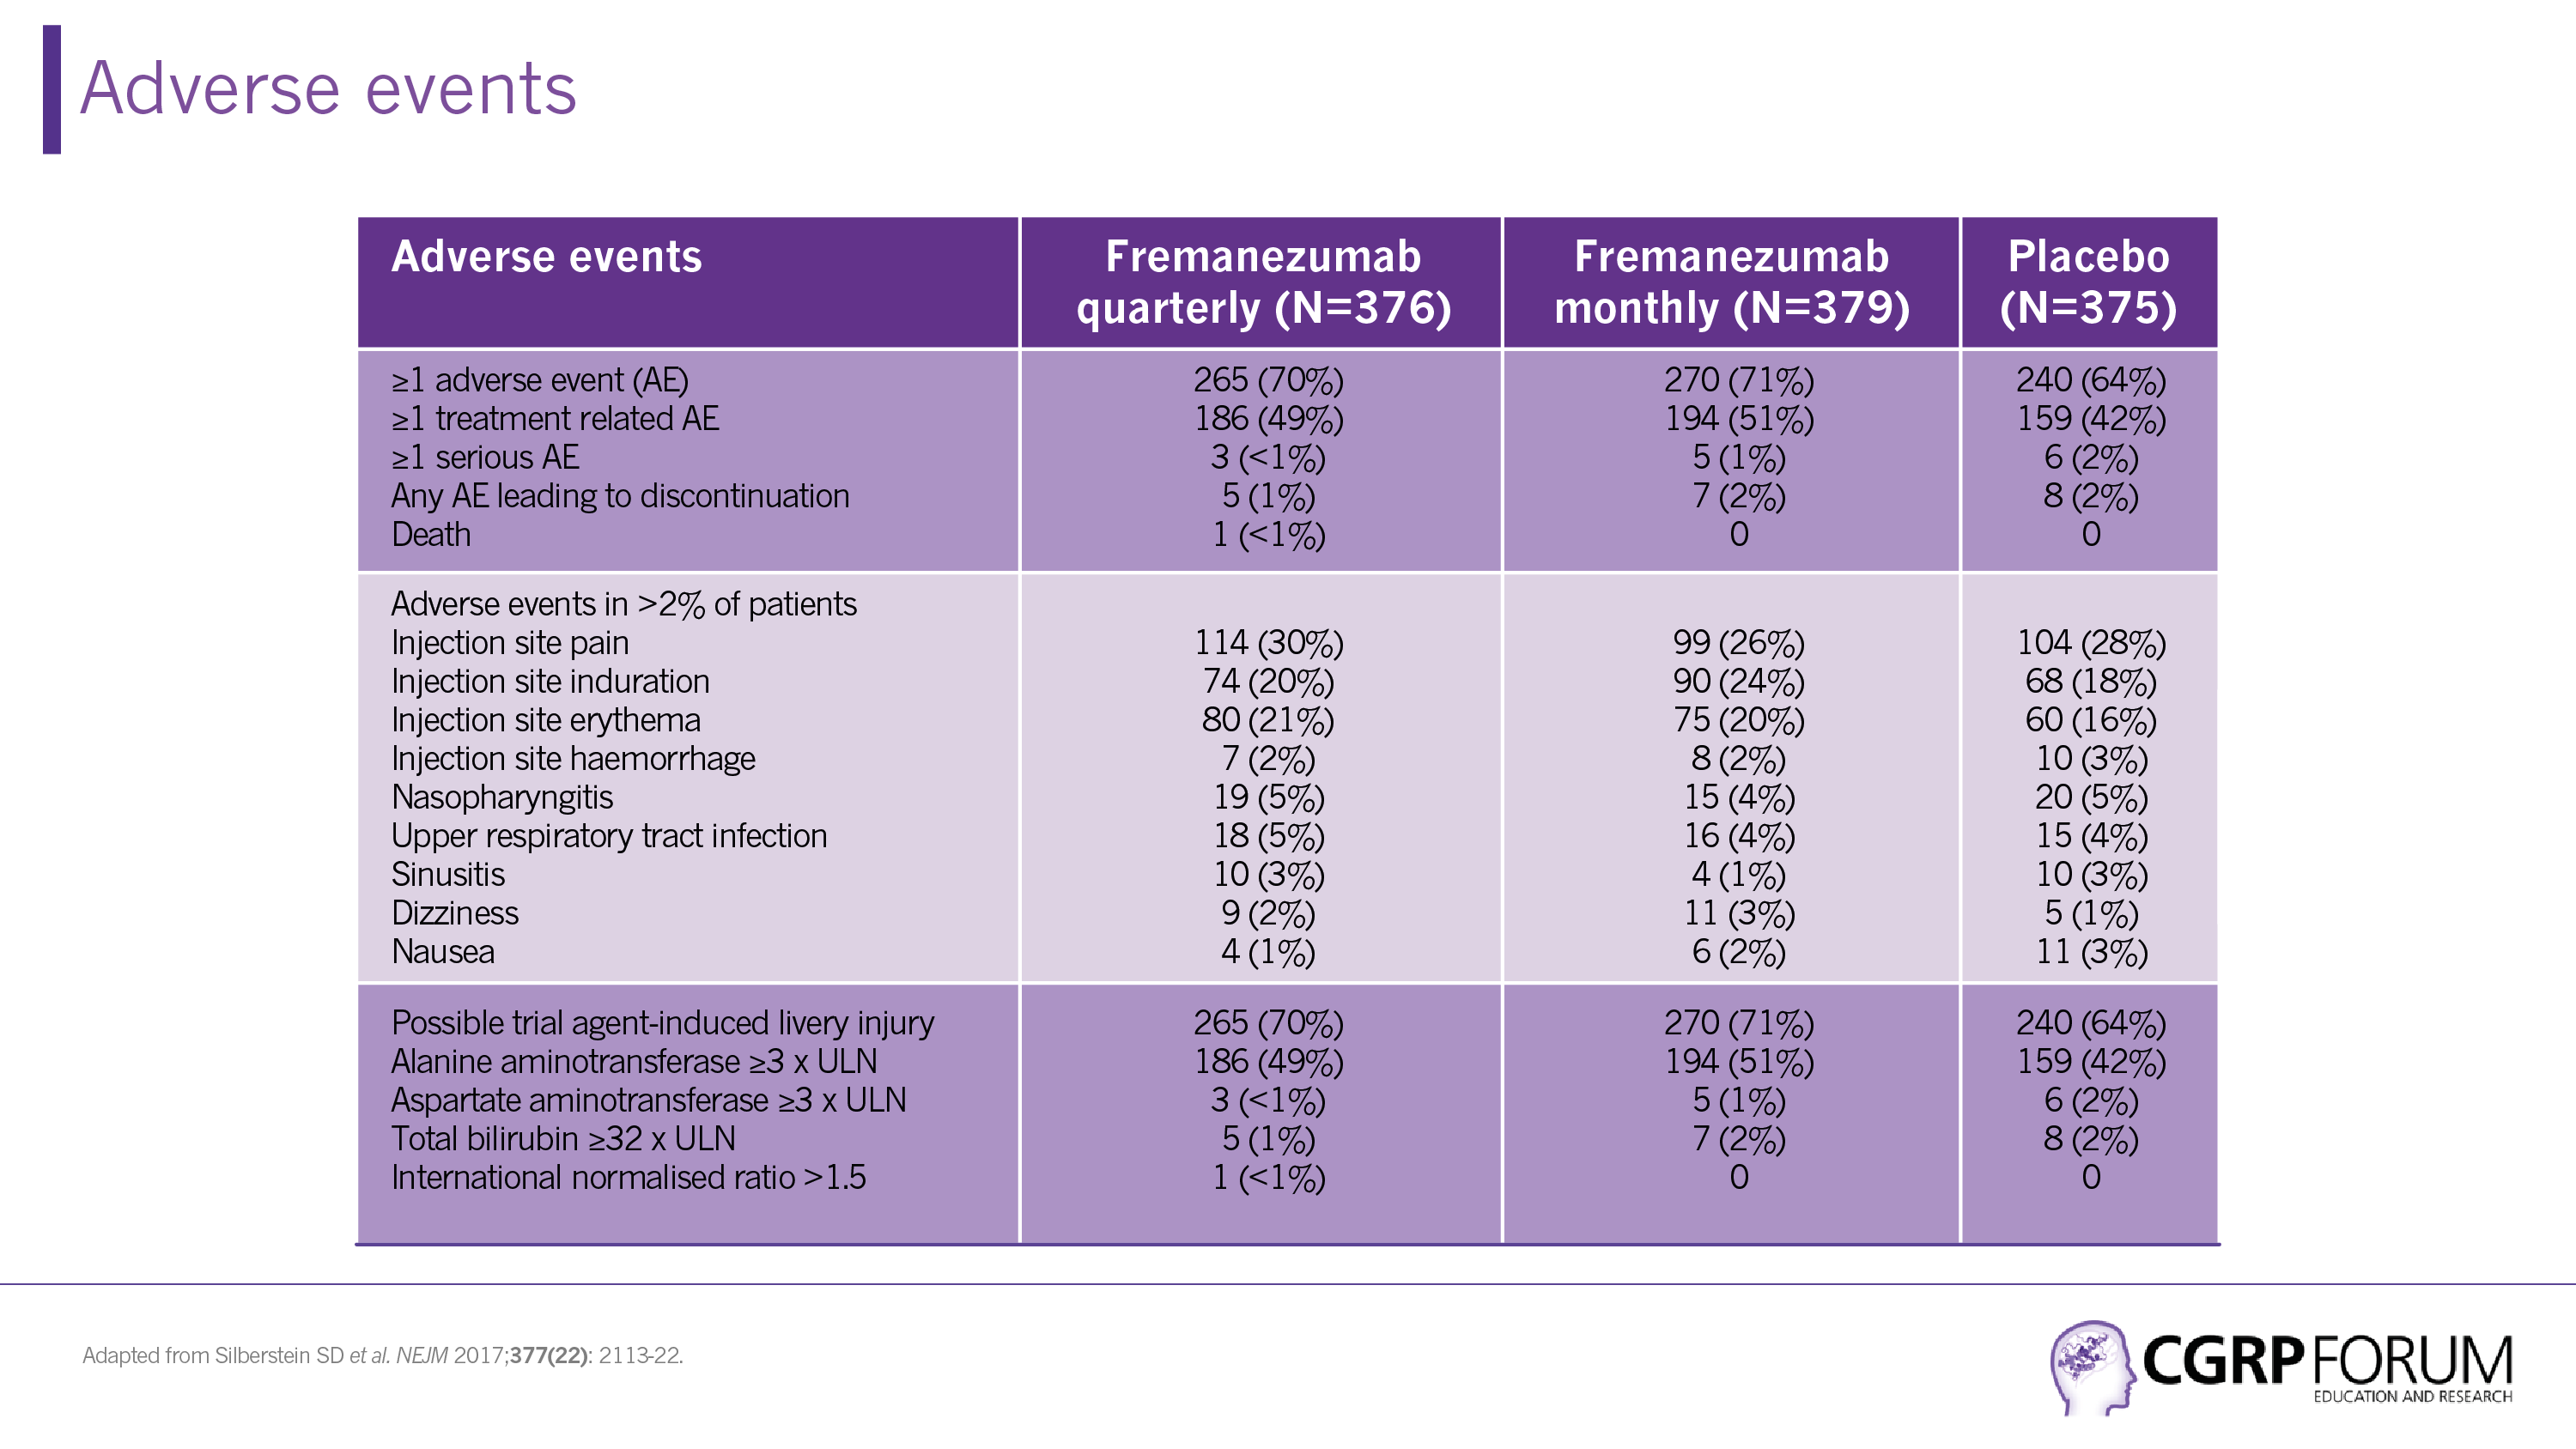 Adverse events
Adverse events Fremanezumab quarterly (N=376) Fremanezumab monthly (N=379) Placebo (N=375)
≥1 adverse event (AE) 265 (70%) 270 (71%) 240 (64%)
≥1 treatment related AE 186 (49%) 194 (51%) 159 (42%)
≥1 serious AE 3 (<1%) 5 (1%) 6 (2%)
Any AE leading to discontinuation 5 (1%) 7 (2%) 8 (2%)
Death 1 (<1%) 0 0
Adverse events in >2% of patients
Injection site pain 114 (30%) 99 (26%) 104 (28%)
Injection site induration 74 (20%) 90 (24%) 68 (18%)
Injection site erythema 80 (21%) 75 (20%) 60 (16%)
Injection site haemorrhage 7 (2%) 8 (2%) 10 (3%)
Nasopharyngitis 19 (5%) 15 (4%) 20 (5%)
Upper respiratory tract infection 18 (5%) 16 (4%) 15 (4%)
Sinusitis 10 (3%) 4 (1%) 10 (3%)
Dizziness 9 (2%) 11 (3%) 5 (1%)
Nausea 4 (1%) 6 (2%) 11 (3%)
Possible trial agent-induced livery injury 265 (70%) 270 (71%) 240 (64%)
Alanine aminotransferase ≥3 x ULN 186 (49%) 194 (51%) 159 (42%)
Aspartate aminotransferase ≥3 x ULN 3 (<1%) 5 (1%) 6 (2%)
Total bilirubin ≥32 x ULN 5 (1%) 7 (2%) 8 (2%)
International normalised ratio >1.5 1 (<1%) 0 0
Adapted from Silberstein SD et al. NEJM 2017;377(22): 2113-22.
CGRP FORUM
EDUCATION AND RESEARCH